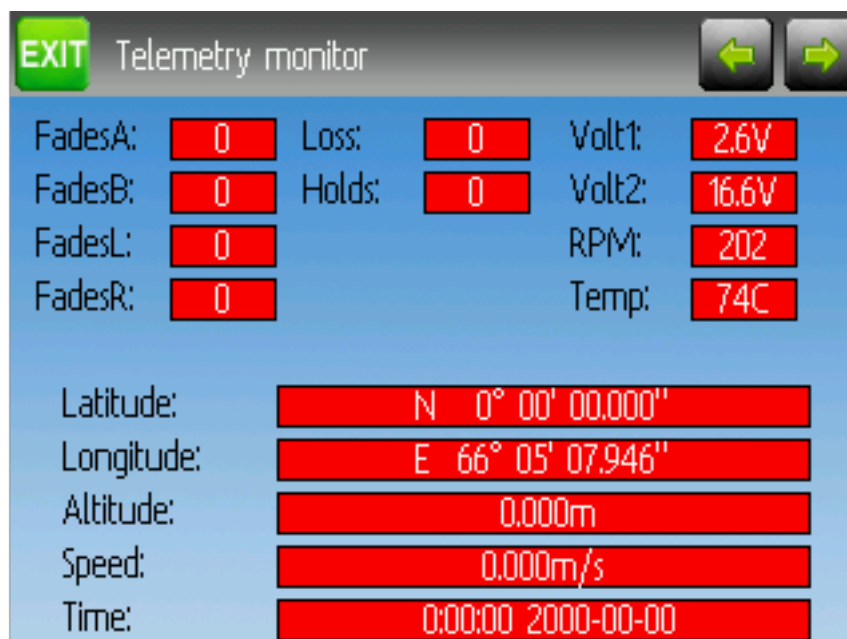 EXIT Telemetry monitor
FadesA: 0 Loss: 0 Volt1: 2.6V
FadesB: 0 Holds: 0 Volt2: 16.6V
FadesL: 0 RPM: 202
FadesR: 0 Temp: 74C
Latitude: N 0° 00' 00.000"
Longitude: E 66° 05' 07.946"
Altitude: 0.000m
Speed: 0.000m/s
Time: 0:00:00 2000-00-00